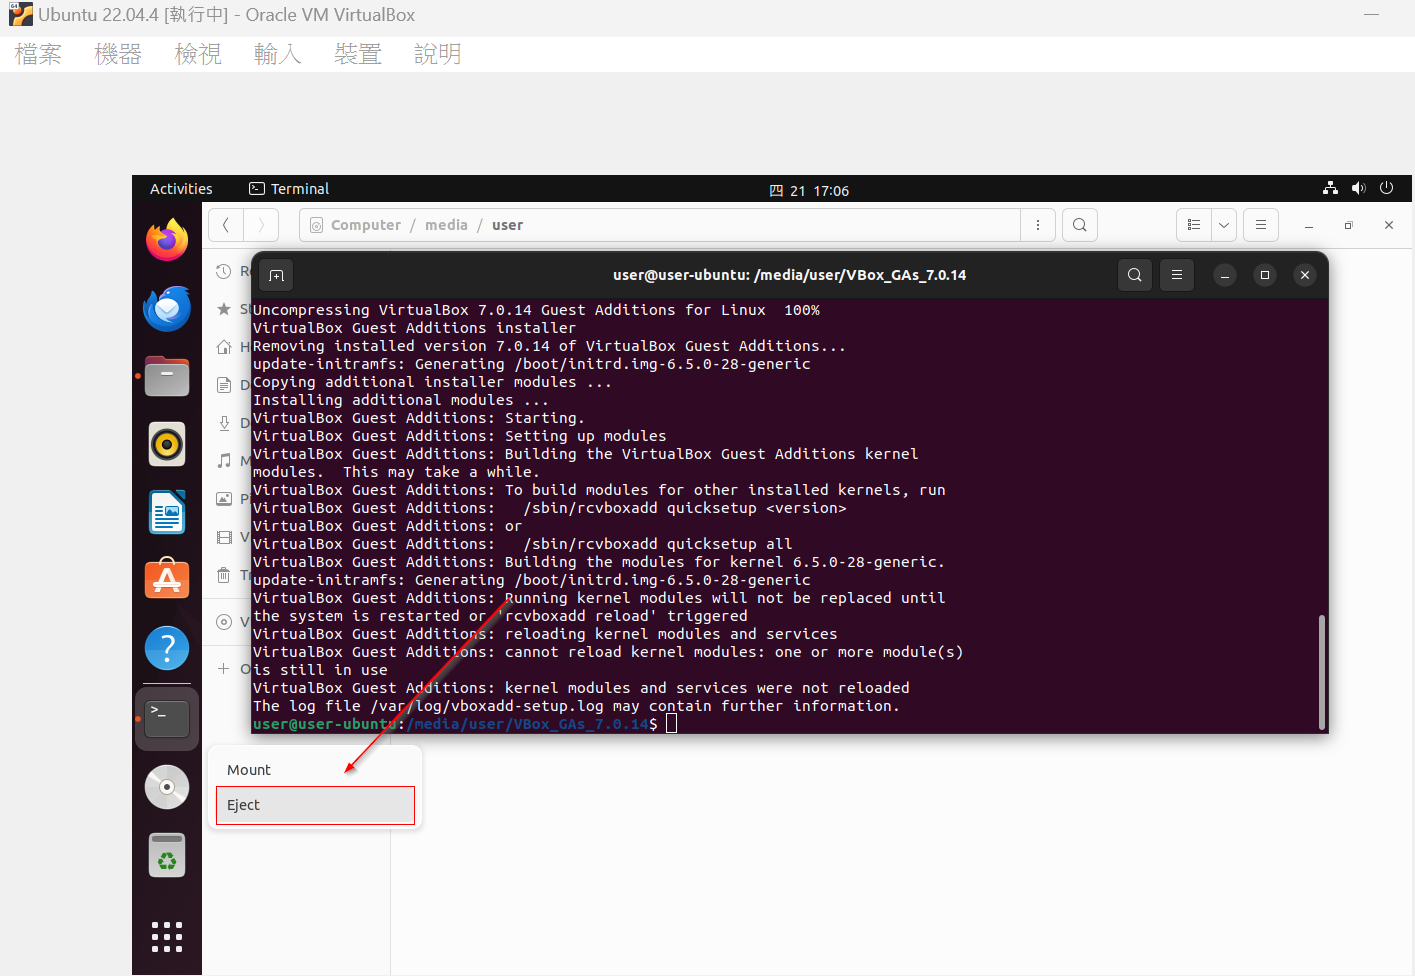 Ubuntu 22.04.4 [執行中] - Oracle VM VirtualBox
檔案 機器 檢視 輸入 裝置 說明
Activities Terminal 四 21 17:06
Computer / media / user
user@user-ubuntu: /media/user/VBox_GAs_7.0.14
Uncompressing VirtualBox 7.0.14 Guest Additions for Linux 100%
VirtualBox Guest Additions installer
Removing installed version 7.0.14 of VirtualBox Guest Additions...
update-initramfs: Generating /boot/initrd.img-6.5.0-28-generic
Copying additional installer modules ...
Installing additional modules ...
VirtualBox Guest Additions: Starting.
VirtualBox Guest Additions: Setting up modules
VirtualBox Guest Additions: Building the VirtualBox Guest Additions kernel
modules. This may take a while.
VirtualBox Guest Additions: To build modules for other installed kernels, run
VirtualBox Guest Additions: /sbin/rcvboxadd quicksetup <version>
VirtualBox Guest Additions: or
VirtualBox Guest Additions: /sbin/rcvboxadd quicksetup all
VirtualBox Guest Additions: Building the modules for kernel 6.5.0-28-generic.
update-initramfs: Generating /boot/initrd.img-6.5.0-28-generic
VirtualBox Guest Additions: Running kernel modules will not be replaced until
the system is restarted or 'rcvboxadd reload' triggered
VirtualBox Guest Additions: reloading kernel modules and services
VirtualBox Guest Additions: cannot reload kernel modules: one or more module(s)
is still in use
VirtualBox Guest Additions: kernel modules and services were not reloaded
The log file /var/log/vboxadd-setup.log may contain further information.
user@user-ubuntu:/media/user/VBox_GAs_7.0.14$
Mount
Eject